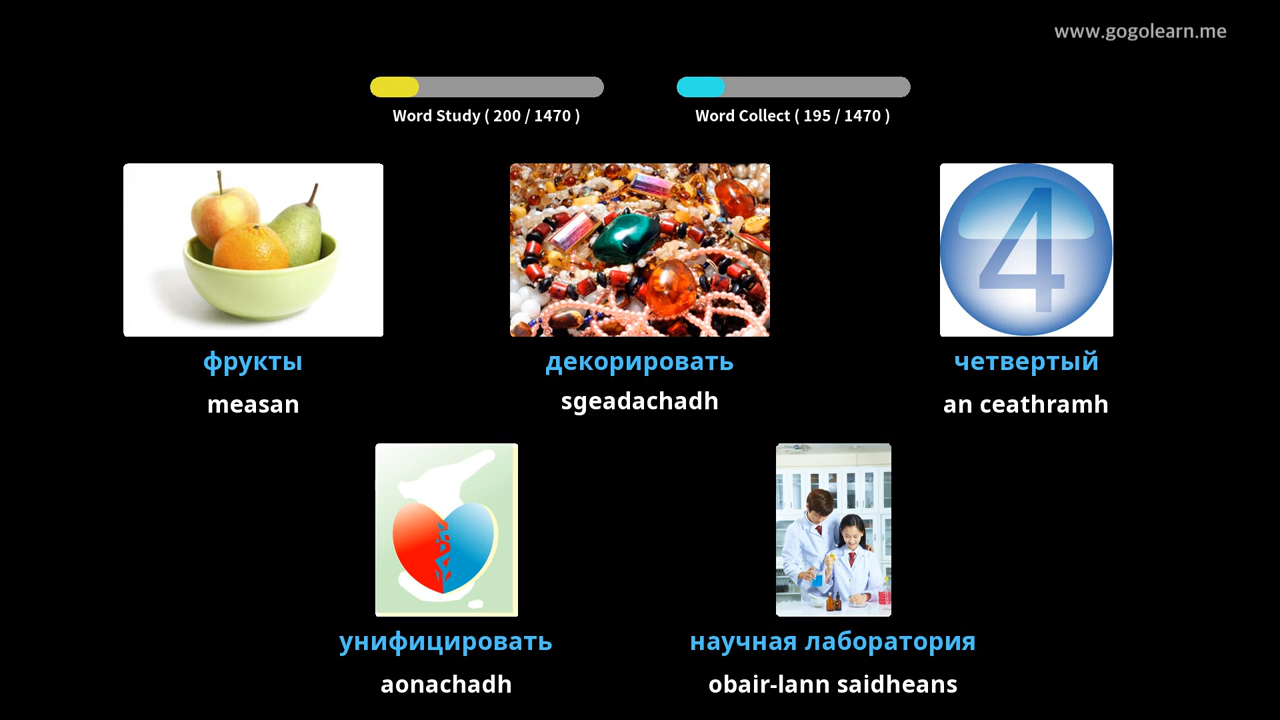 www.gogolearn.me
Word Study ( 200 / 1470 )
Word Collect ( 195 / 1470 )
фрукты
measan
декорировать
sgeadachadh
4
четвертый
an ceathramh
унифицировать
aonachadh
научная лаборатория
obair-lann saidheans